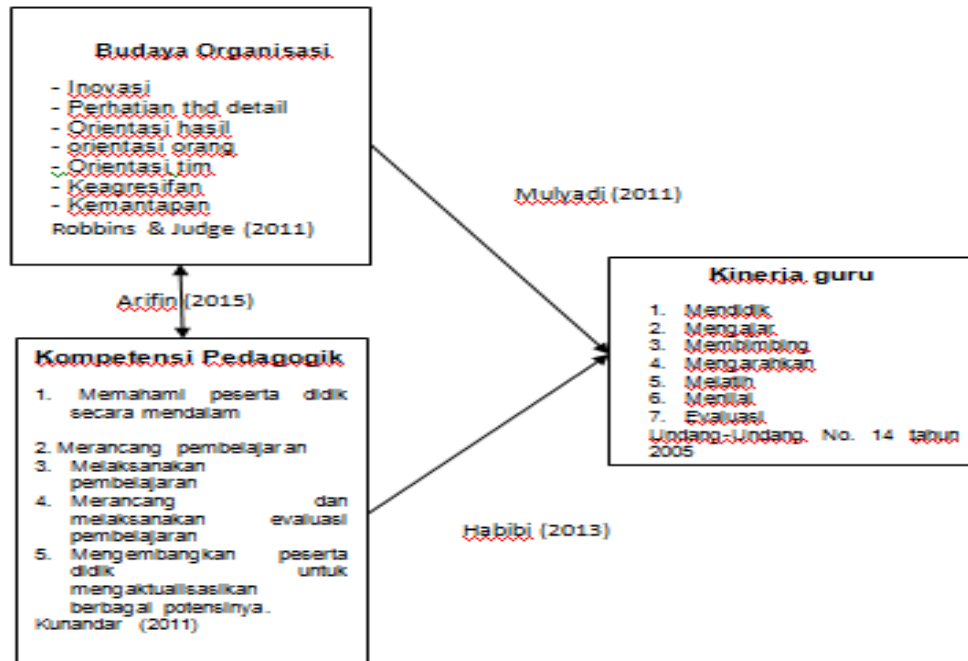 Budaya Organisasi
- Inovasi
- Perhatian thd detail
- Orientasi hasil
- orientasi orang
- Orientasi tim
- Keagresifan
- Kemantapan
Robbins & Judge (2011)
Mulyadi (2011)
Arifin (2015)
Kinerja guru
1. Mendidik
2. Mengajar
3. Membimbing
4. Mengarahkan
5. Melatih
6. Menilai
7. Evaluasi
Undang-Undang No. 14 tahun
2005
Kompetensi Pedagogik
1. Memahami peserta didik
secara mendalam
2. Merancang pembelajaran
3. Melaksanakan
pembelajaran
4. Merancang dan
melaksanakan evaluasi
pembelajaran
5. Mengembangkan peserta
didik untuk
mengaktualisasikan
berbagai potensinya.
Kunandar (2011)
Habibi (2013)